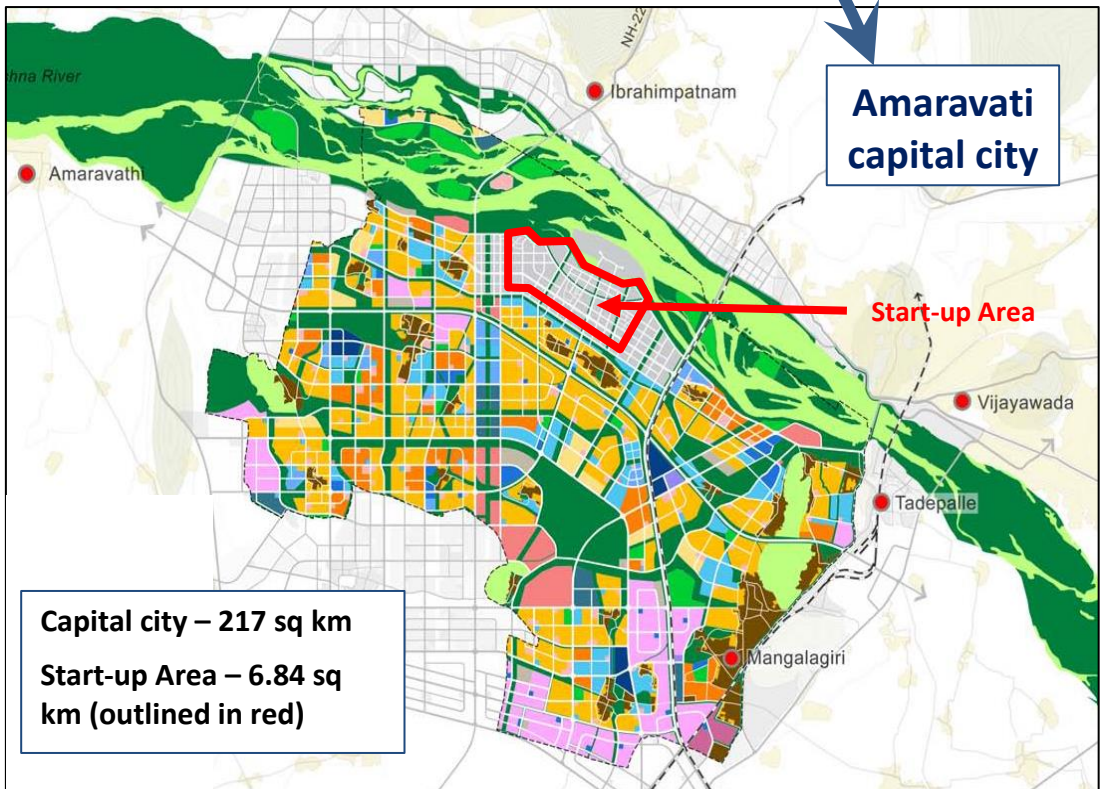 NH-22
Ibrahimpatnam
Amaravati
capital city
River
Amaravathi
Start-up Area
Vijayawada
Tadepalle
Capital city – 217 sq km
Start-up Area – 6.84 sq
km (outlined in red)
Mangalagiri